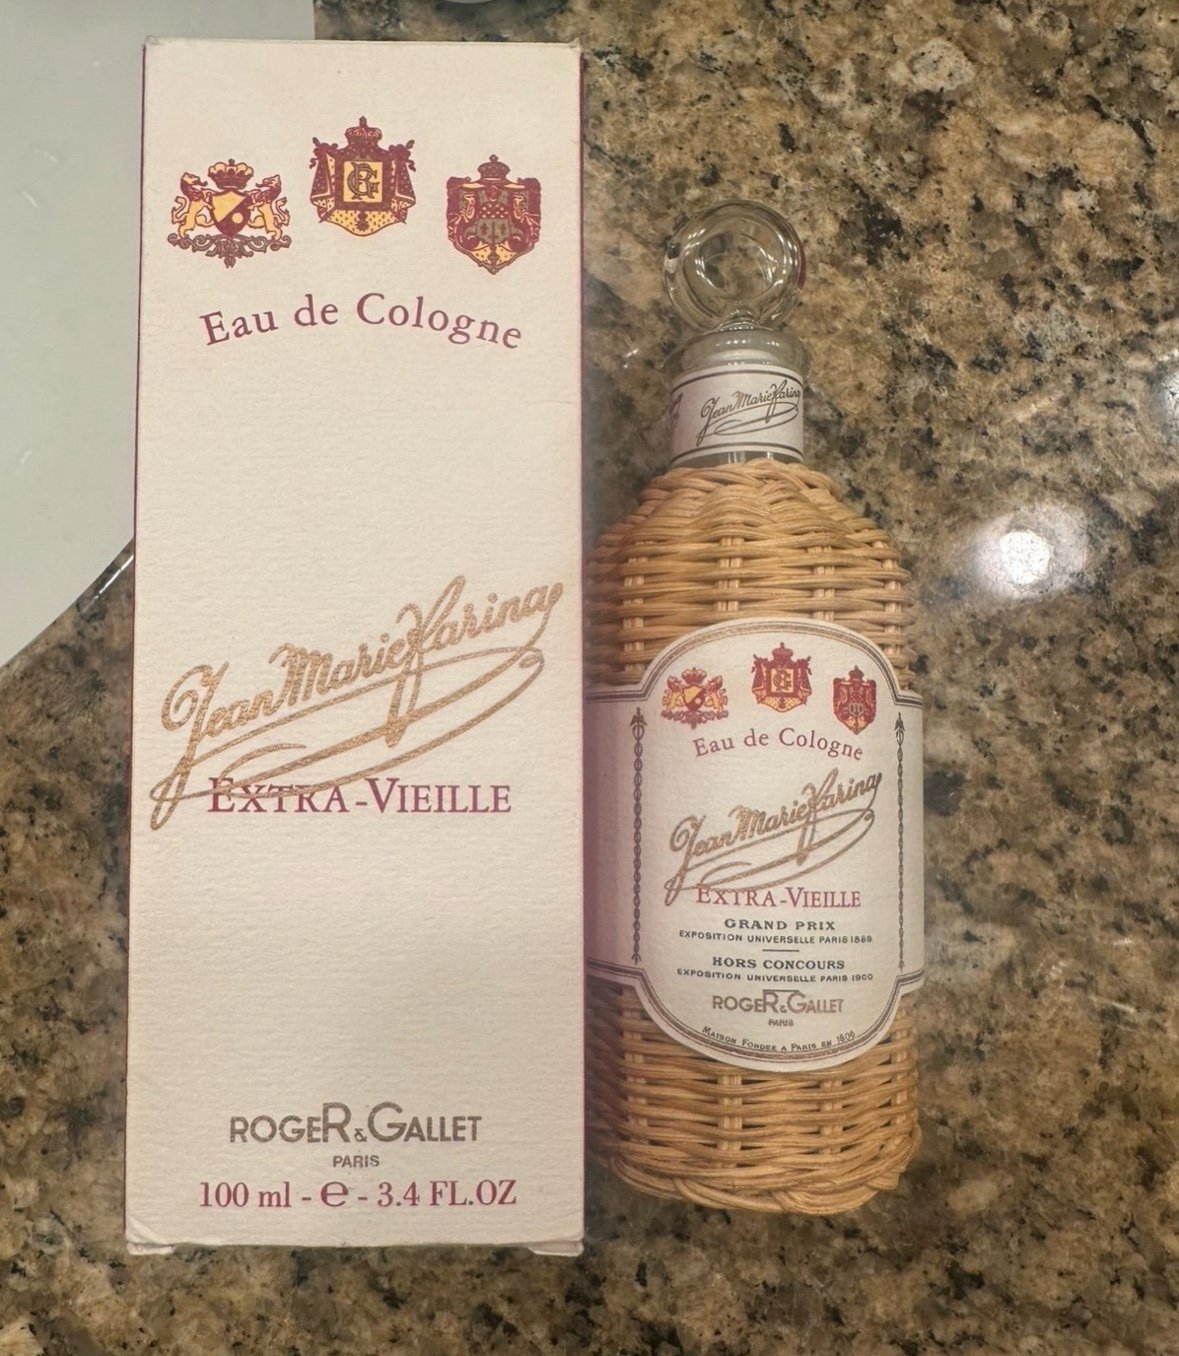 Eau de Cologne
Jean Marie Farina
EXTRA-VIEILLE
ROGER & GALLET
PARIS
100 ml - e - 3.4 FL.OZ
Jean Marie Farina
Eau de Cologne
Jean Marie Farina
EXTRA-VIEILLE
GRAND PRIX
EXPOSITION UNIVERSELLE PARIS 1889
HORS CONCOURS
EXPOSITION UNIVERSELLE PARIS 1900
ROGER & GALLET
PARIS
MAISON FONDEE A PARIS EN 1806